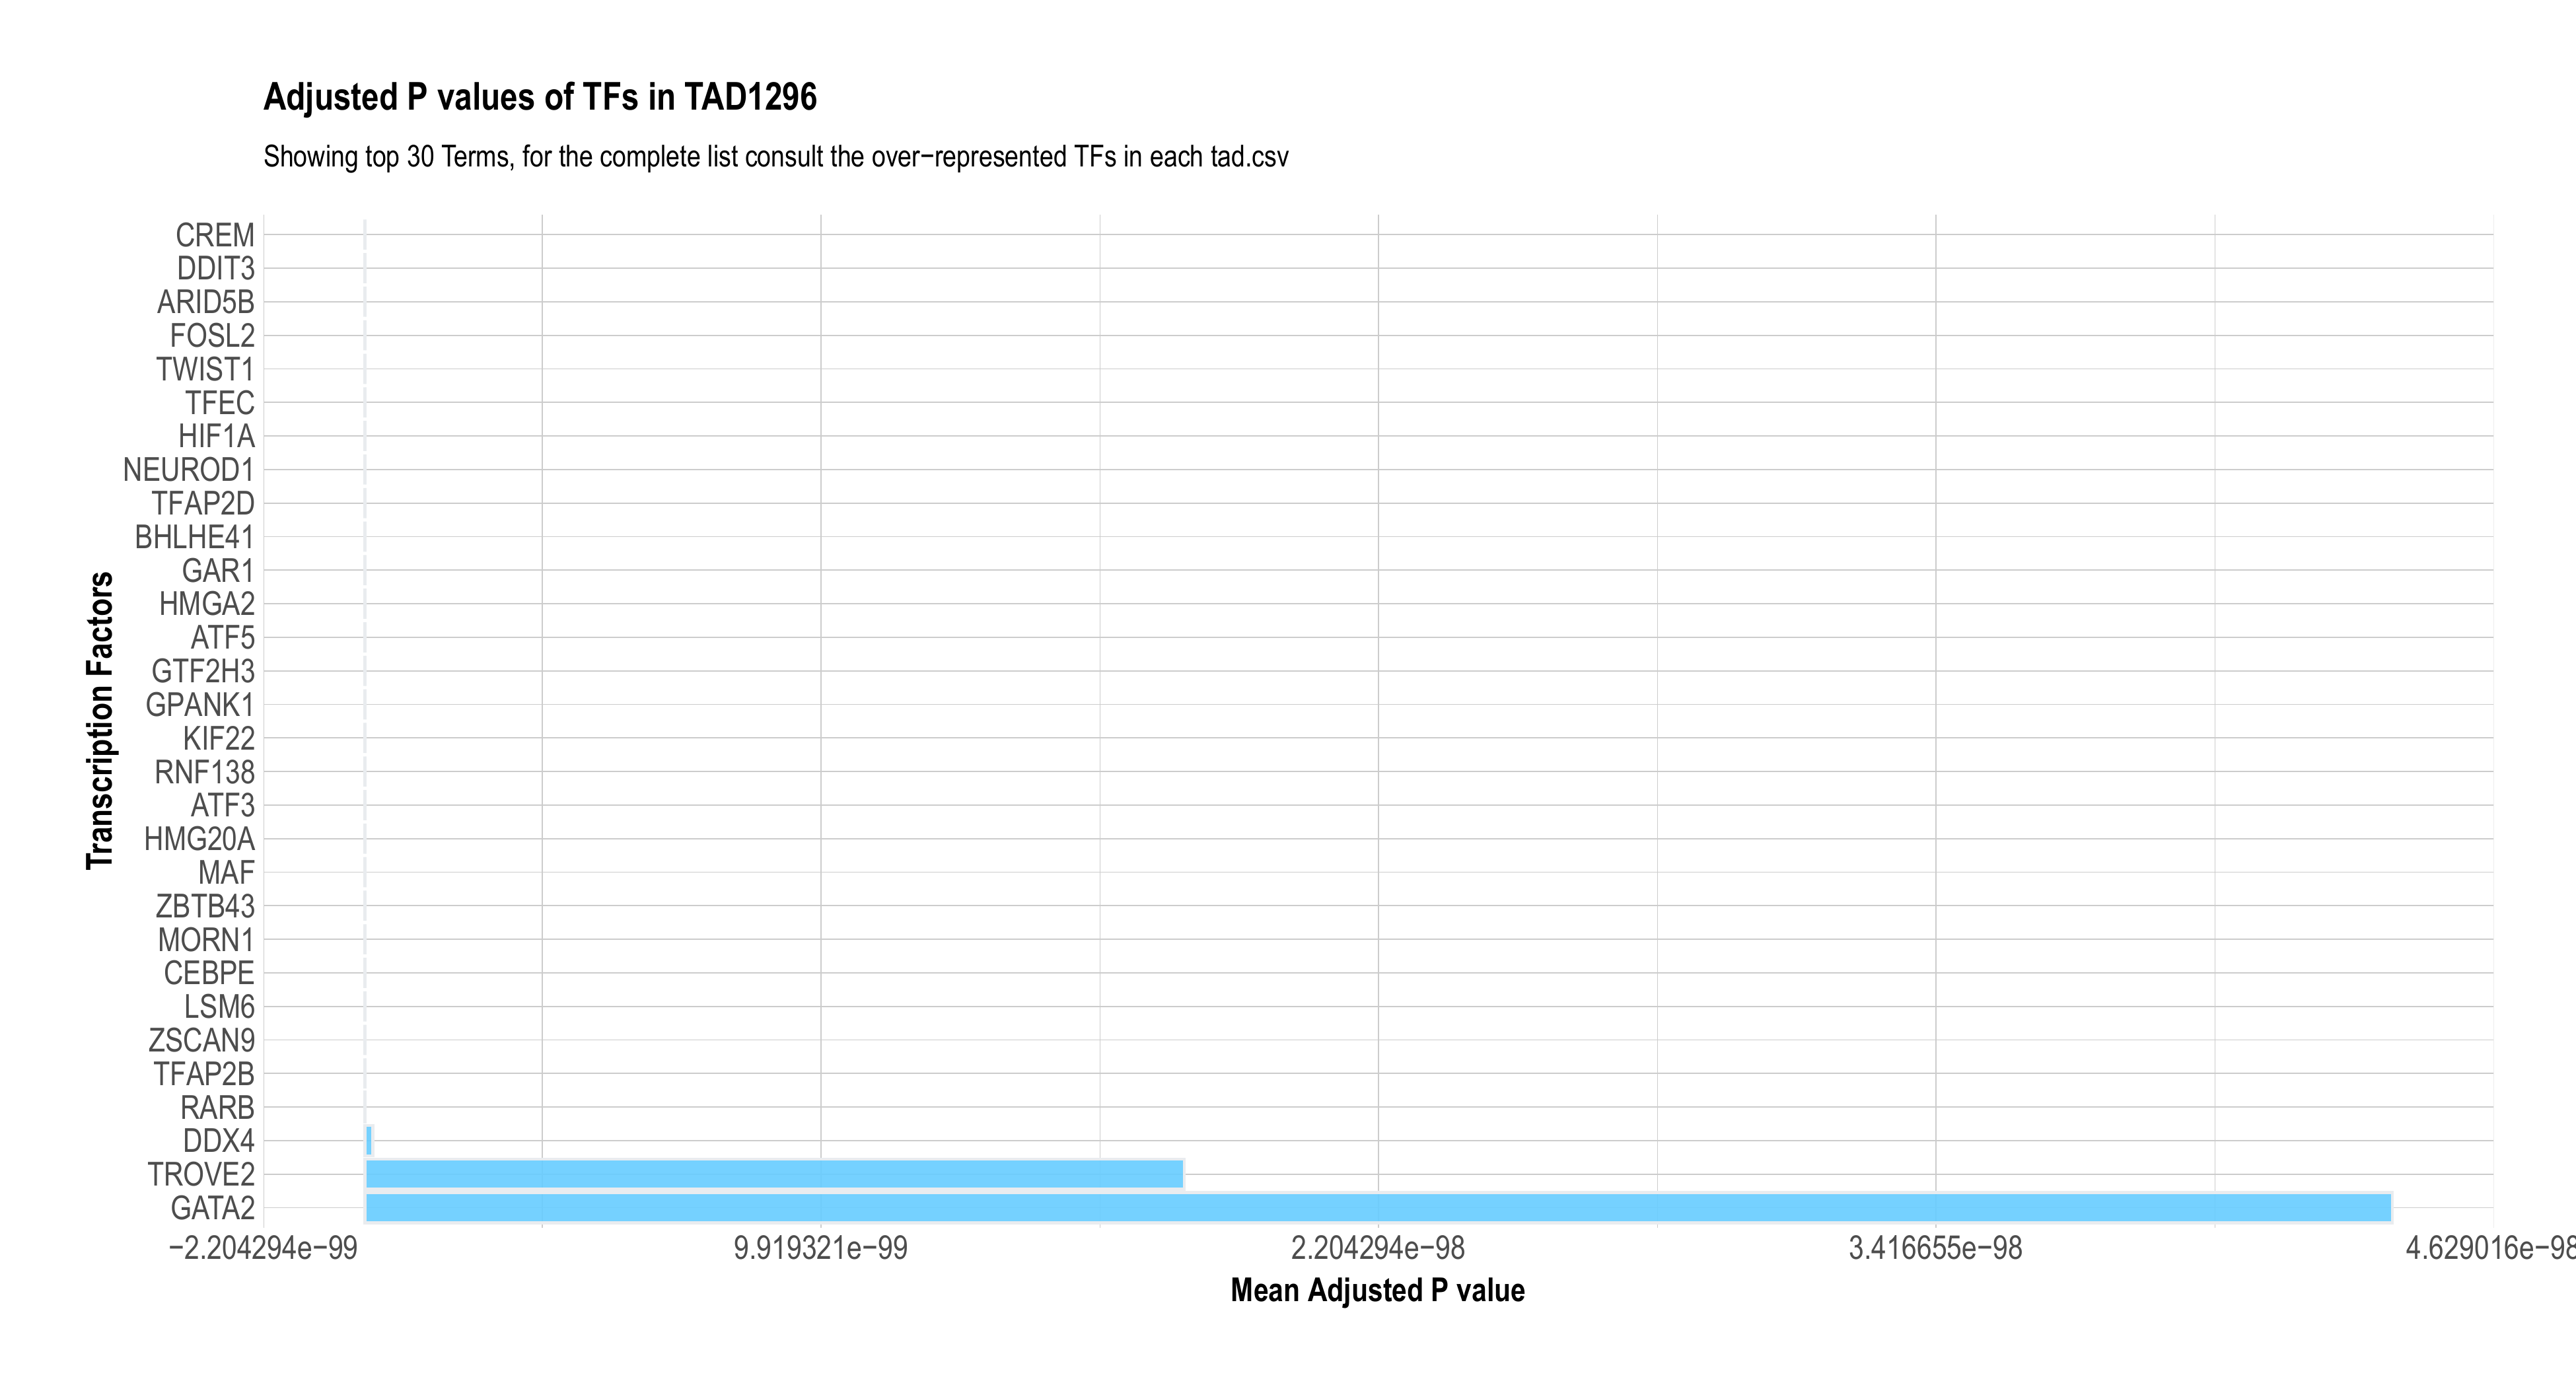 Adjusted P values of TFs in TAD1296
Showing top 30 Terms, for the complete list consult the over−represented TFs in each tad.csv
Transcription Factors
CREM
DDIT3
ARID5B
FOSL2
TWIST1
TFEC
HIF1A
NEUROD1
TFAP2D
BHLHE41
GAR1
HMGA2
ATF5
GTF2H3
GPANK1
KIF22
RNF138
ATF3
HMG20A
MAF
ZBTB43
MORN1
CEBPE
LSM6
ZSCAN9
TFAP2B
RARB
DDX4
TROVE2
GATA2
−2.204294e−99 9.919321e−99 2.204294e−98 3.416655e−98 4.629016e−98
Mean Adjusted P value